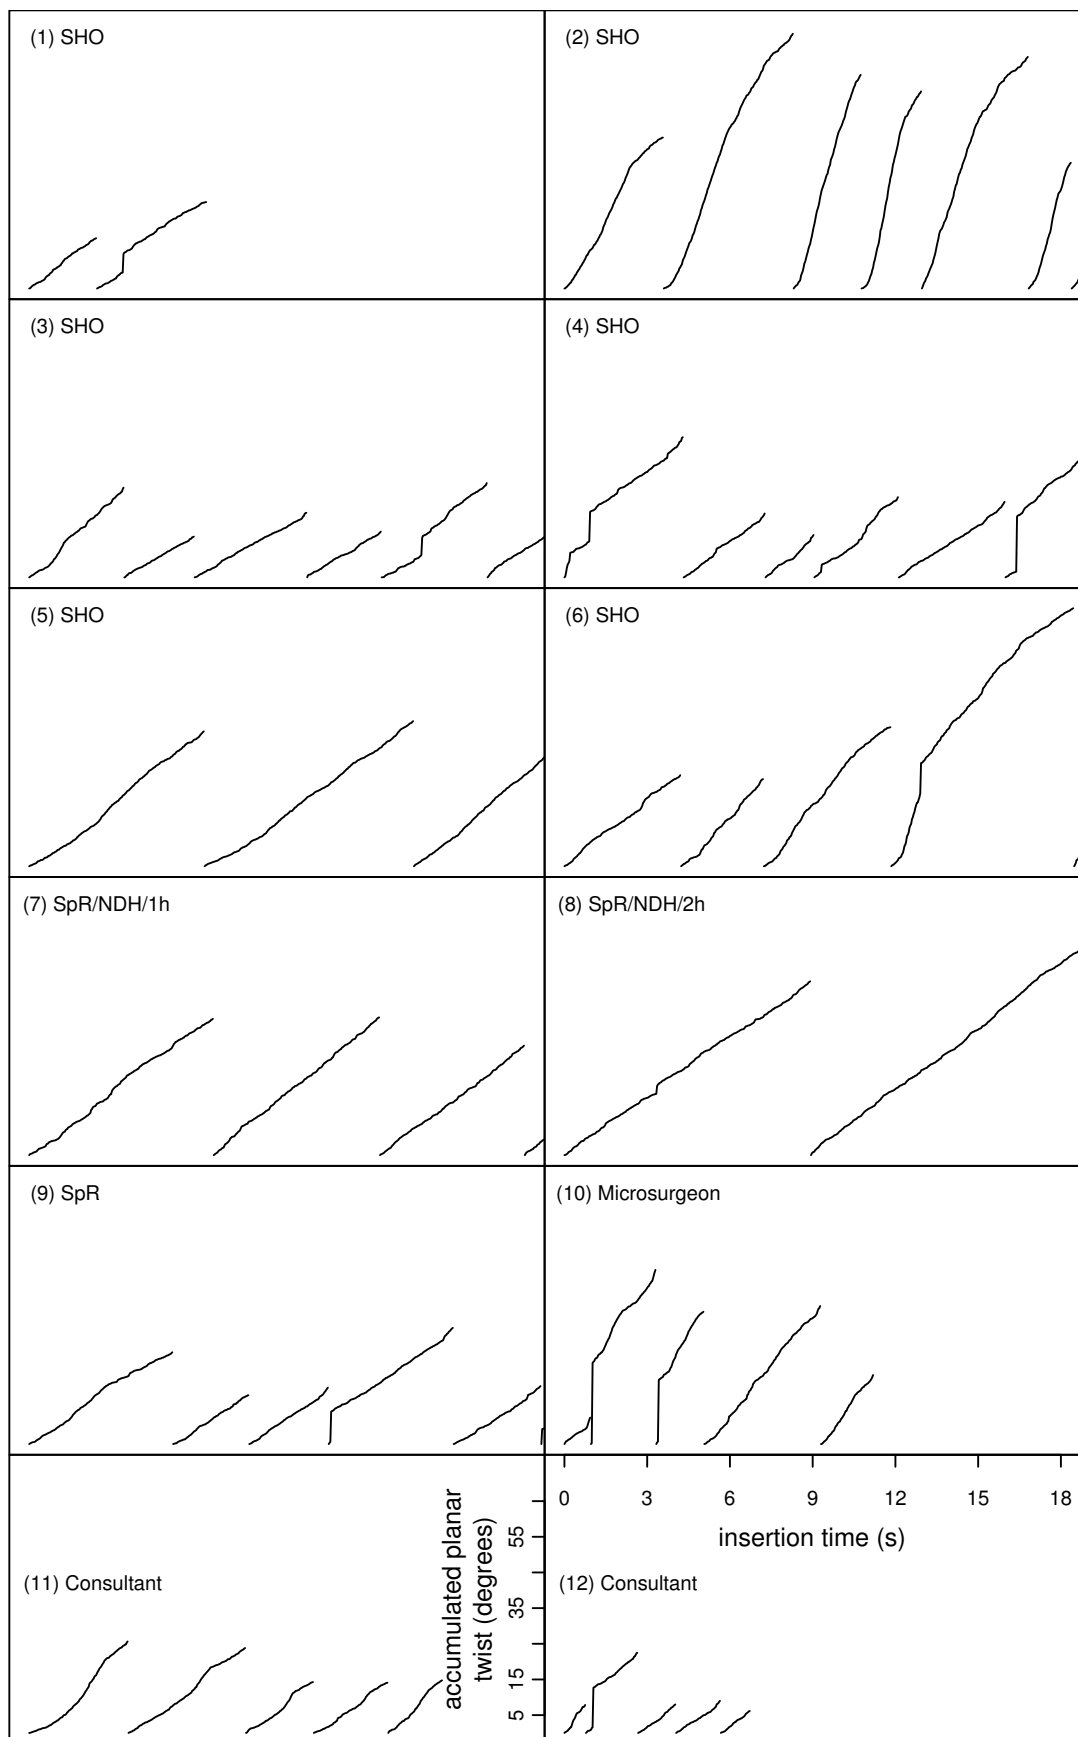 (1) SHO
(2) SHO
(3) SHO
(4) SHO
(5) SHO
(6) SHO
(7) SpR/NDH/1h
(8) SpR/NDH/2h
(9) SpR
(10) Microsurgeon
0 3 6 9 12 15 18
insertion time (s)
(11) Consultant
accumulated planar
twist (degrees)
5 15 35 55
(12) Consultant